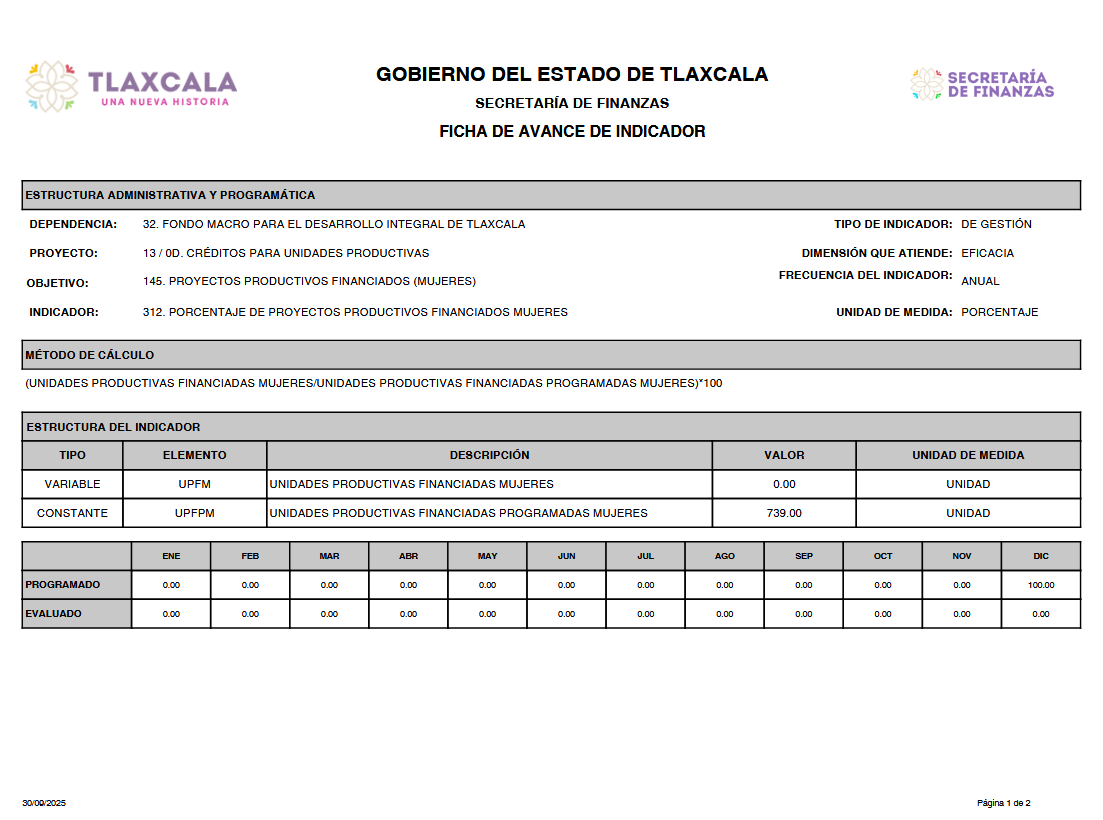 TLAXCALA
UNA NUEVA HISTORIA
GOBIERNO DEL ESTADO DE TLAXCALA
SECRETARÍA DE FINANZAS
FICHA DE AVANCE DE INDICADOR
SECRETARÍA
DE FINANZAS
ESTRUCTURA ADMINISTRATIVA Y PROGRAMÁTICA
DEPENDENCIA: 32. FONDO MACRO PARA EL DESARROLLO INTEGRAL DE TLAXCALA TIPO DE INDICADOR: DE GESTIÓN
PROYECTO: 13 / 0D. CRÉDITOS PARA UNIDADES PRODUCTIVAS DIMENSIÓN QUE ATIENDE: EFICACIA
OBJETIVO: 145. PROYECTOS PRODUCTIVOS FINANCIADOS (MUJERES) FRECUENCIA DEL INDICADOR: ANUAL
INDICADOR: 312. PORCENTAJE DE PROYECTOS PRODUCTIVOS FINANCIADOS MUJERES UNIDAD DE MEDIDA: PORCENTAJE
MÉTODO DE CÁLCULO
(UNIDADES PRODUCTIVAS FINANCIADAS MUJERES/UNIDADES PRODUCTIVAS FINANCIADAS PROGRAMADAS MUJERES)*100
ESTRUCTURA DEL INDICADOR
TIPO ELEMENTO DESCRIPCIÓN VALOR UNIDAD DE MEDIDA
VARIABLE UPFM UNIDADES PRODUCTIVAS FINANCIADAS MUJERES 0.00 UNIDAD
CONSTANTE UPFPM UNIDADES PRODUCTIVAS FINANCIADAS PROGRAMADAS MUJERES 739.00 UNIDAD
ENE FEB MAR ABR MAY JUN JUL AGO SEP OCT NOV DIC
PROGRAMADO 0.00 0.00 0.00 0.00 0.00 0.00 0.00 0.00 0.00 0.00 0.00 100.00
EVALUADO 0.00 0.00 0.00 0.00 0.00 0.00 0.00 0.00 0.00 0.00 0.00 0.00
30/09/2025 Página 1 de 2